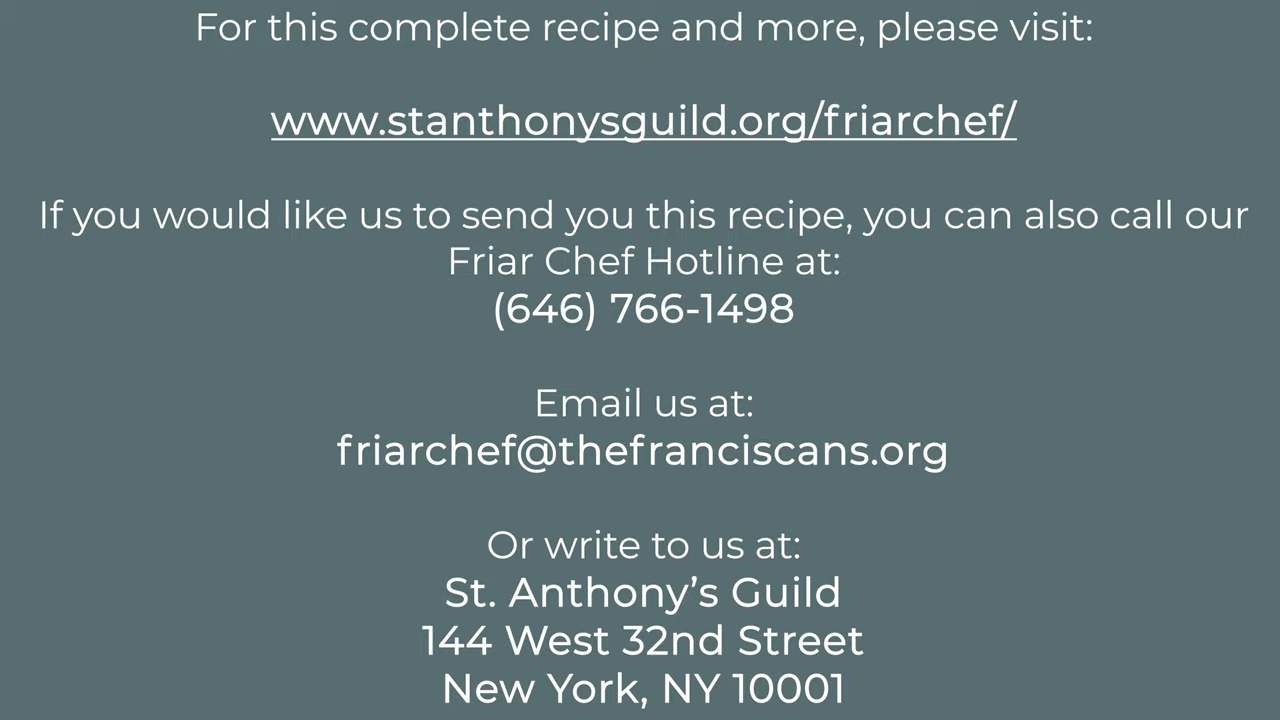 For this complete recipe and more, please visit:
www.stanthonysguild.org/friarchef/
If you would like us to send you this recipe, you can also call our
Friar Chef Hotline at:
(646) 766-1498
Email us at:
friarchef@thefranciscans.org
Or write to us at:
St. Anthony’s Guild
144 West 32nd Street
New York, NY 10001